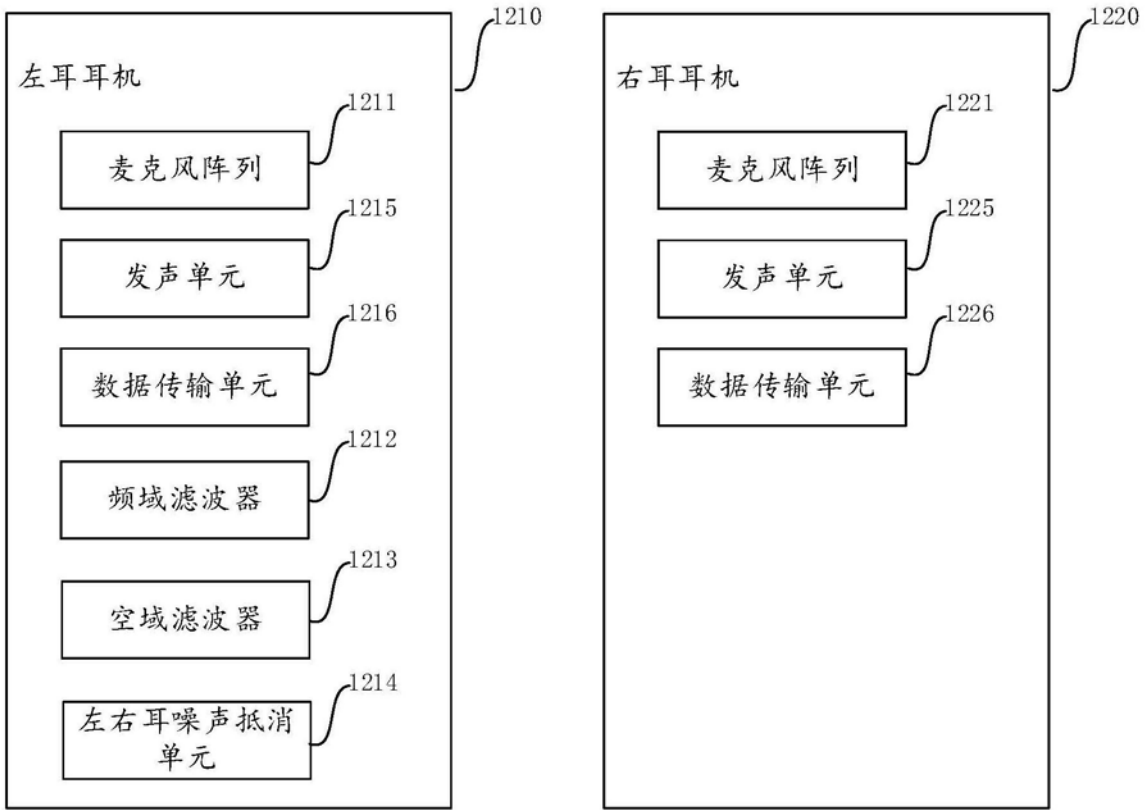 1210
左耳耳机
1211
麦克风阵列
1215
发声单元
1216
数据传输单元
1212
频域滤波器
1213
空域滤波器
1214
左右耳噪声抵消
单元
1220
右耳耳机
1221
麦克风阵列
1225
发声单元
1226
数据传输单元